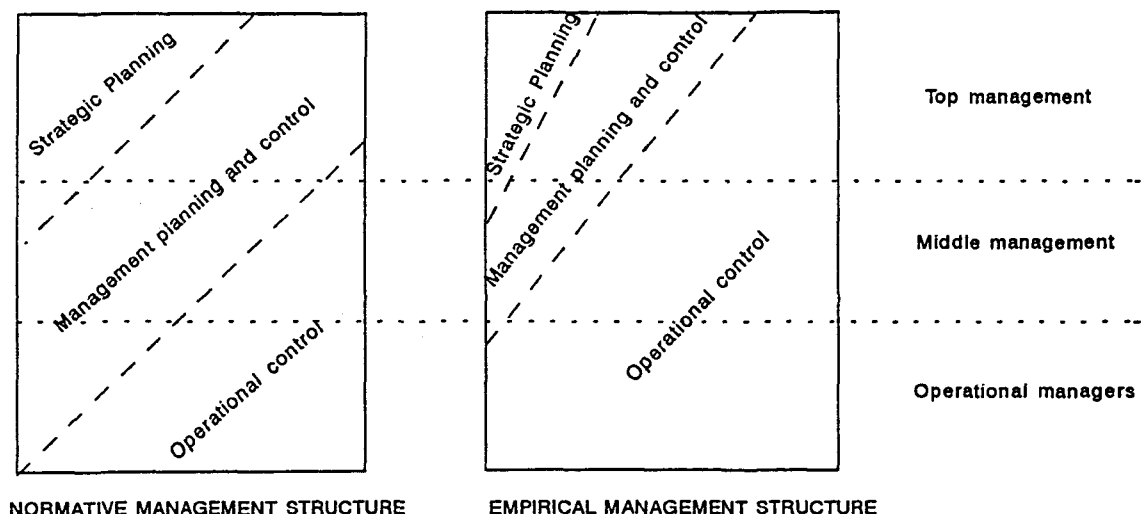 Strategic Planning
Management planning and control
Operational control
NORMATIVE MANAGEMENT STRUCTURE
Strategic Planning
Management planning and control
Operational control
EMPIRICAL MANAGEMENT STRUCTURE
Top management
Middle management
Operational managers